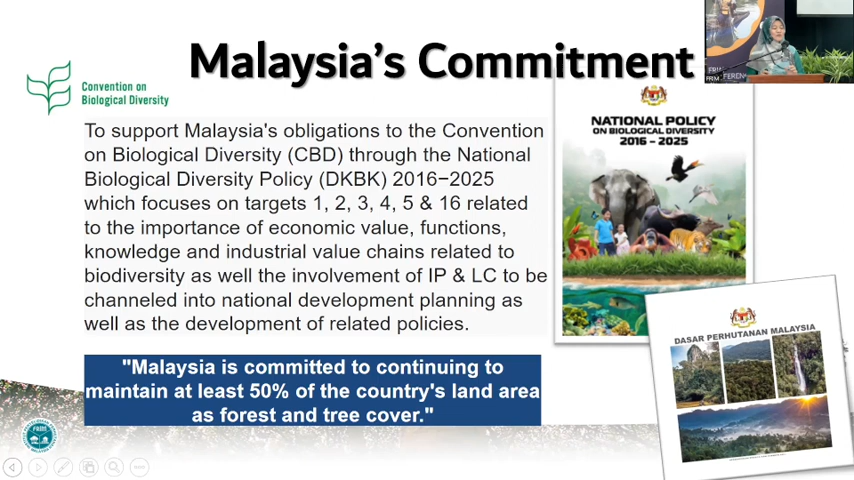 Malaysia's Commitment
Convention on
Biological Diversity
To support Malaysia's obligations to the Convention
on Biological Diversity (CBD) through the National
Biological Diversity Policy (DKBK) 2016–2025
which focuses on targets 1, 2, 3, 4, 5 & 16 related
to the importance of economic value, functions,
knowledge and industrial value chains related to
biodiversity as well the involvement of IP & LC to be
channeled into national development planning as
well as the development of related policies.
"Malaysia is committed to continuing to
maintain at least 50% of the country's land area
as forest and tree cover."
NATIONAL POLICY
ON BIOLOGICAL DIVERSITY
2016 – 2025
DASAR PERHUTANAN MALAYSIA